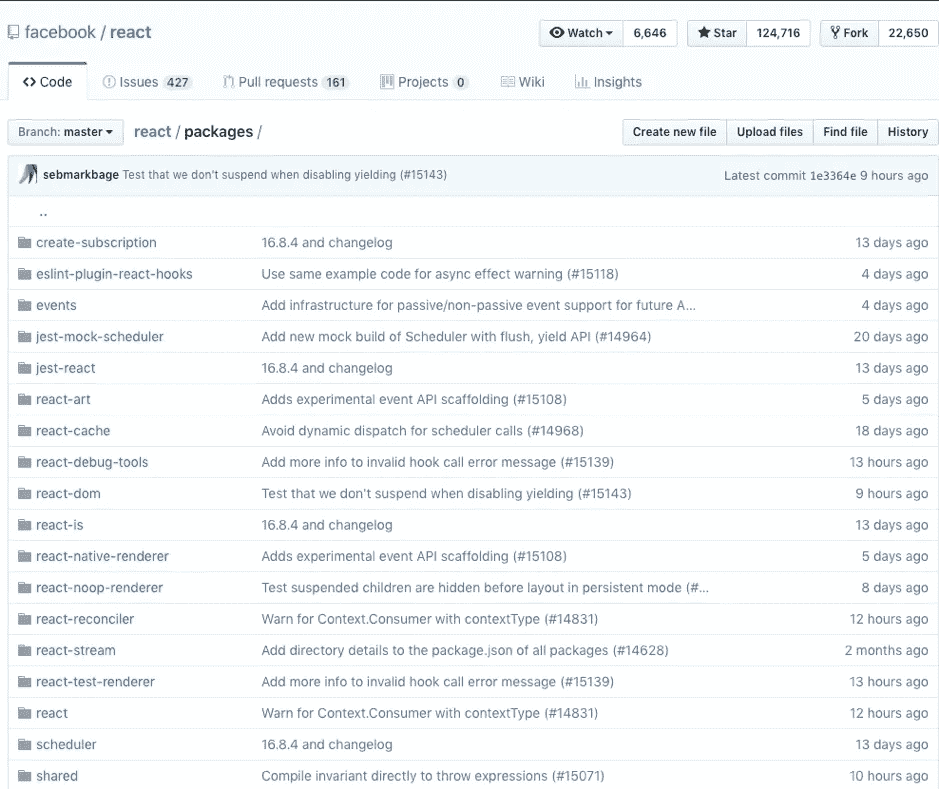 facebook / react Watch 6,646 Star 124,716 Fork 22,650
Code Issues 427 Pull requests 161 Projects 0 Wiki Insights
Branch: master react / packages / Create new file Upload files Find file History
sebmarkbage Test that we don't suspend when disabling yielding (#15143) Latest commit 1e3364e 9 hours ago
..
create-subscription 16.8.4 and changelog 13 days ago
eslint-plugin-react-hooks Use same example code for async effect warning (#15118) 4 days ago
events Add infrastructure for passive/non-passive event support for future A... 4 days ago
jest-mock-scheduler Add new mock build of Scheduler with flush, yield API (#14964) 20 days ago
jest-react 16.8.4 and changelog 13 days ago
react-art Adds experimental event API scaffolding (#15108) 5 days ago
react-cache Avoid dynamic dispatch for scheduler calls (#14968) 18 days ago
react-debug-tools Add more info to invalid hook call error message (#15139) 13 hours ago
react-dom Test that we don't suspend when disabling yielding (#15143) 9 hours ago
react-is 16.8.4 and changelog 13 days ago
react-native-renderer Adds experimental event API scaffolding (#15108) 5 days ago
react-noop-renderer Test suspended children are hidden before layout in persistent mode (#... 8 days ago
react-reconciler Warn for Context.Consumer with contextType (#14831) 12 hours ago
react-stream Add directory details to the package.json of all packages (#14628) 2 months ago
react-test-renderer Add more info to invalid hook call error message (#15139) 13 hours ago
react Warn for Context.Consumer with contextType (#14831) 12 hours ago
scheduler 16.8.4 and changelog 13 days ago
shared Compile invariant directly to throw expressions (#15071) 10 hours ago